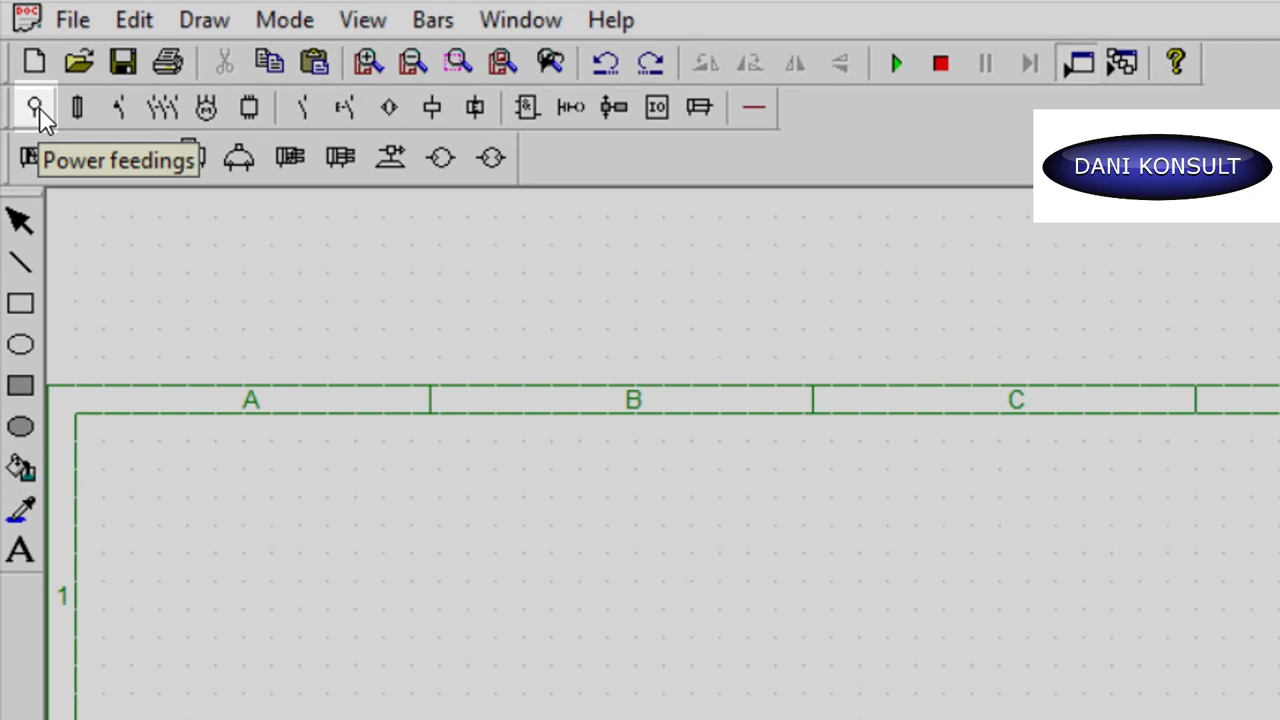 File Edit Draw Mode View Bars Window Help
Power feedings
DANI KONSULT
A B C
1